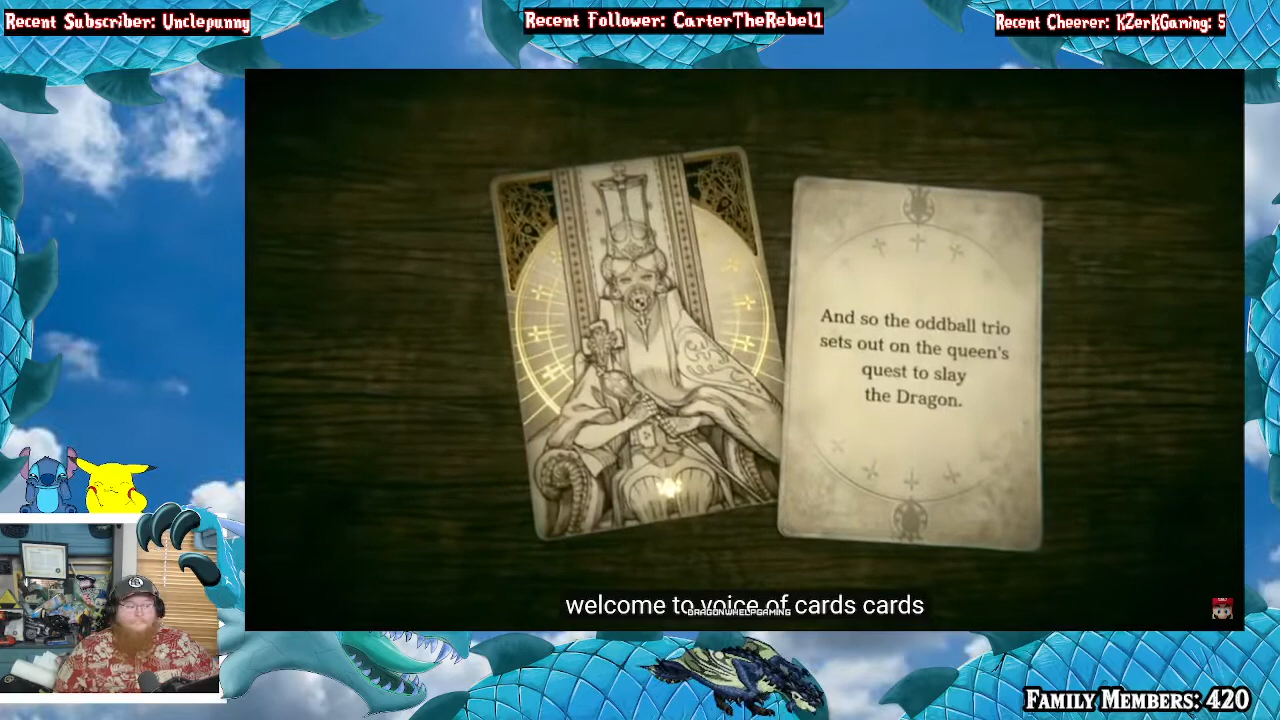 Recent Subscriber: Unclepunny
Recent Follower: CarterTheRebel1
Recent Cheerer: KZerKGaming: 5
And so the oddball trio
sets out on the queen's
quest to slay
the Dragon.
welcome to voice of cards cards
DRAGONWHELPGAMING
Family Members: 420